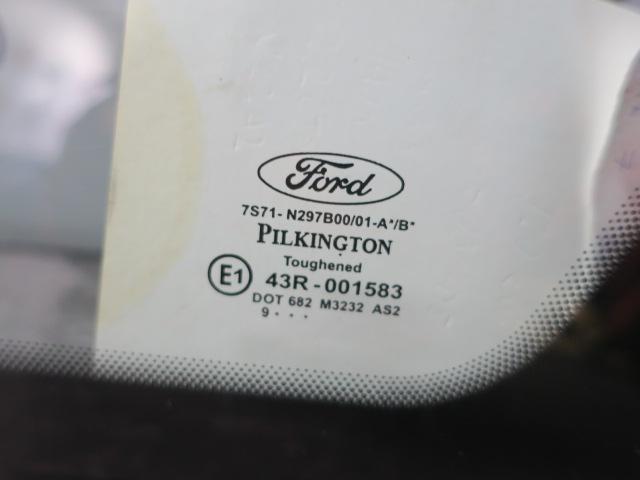 Ford
7S71- N297B00/01-A*/B*
PILKINGTON
Toughened
E1 43R-001583
DOT 682 M3232 AS2
9 . . .